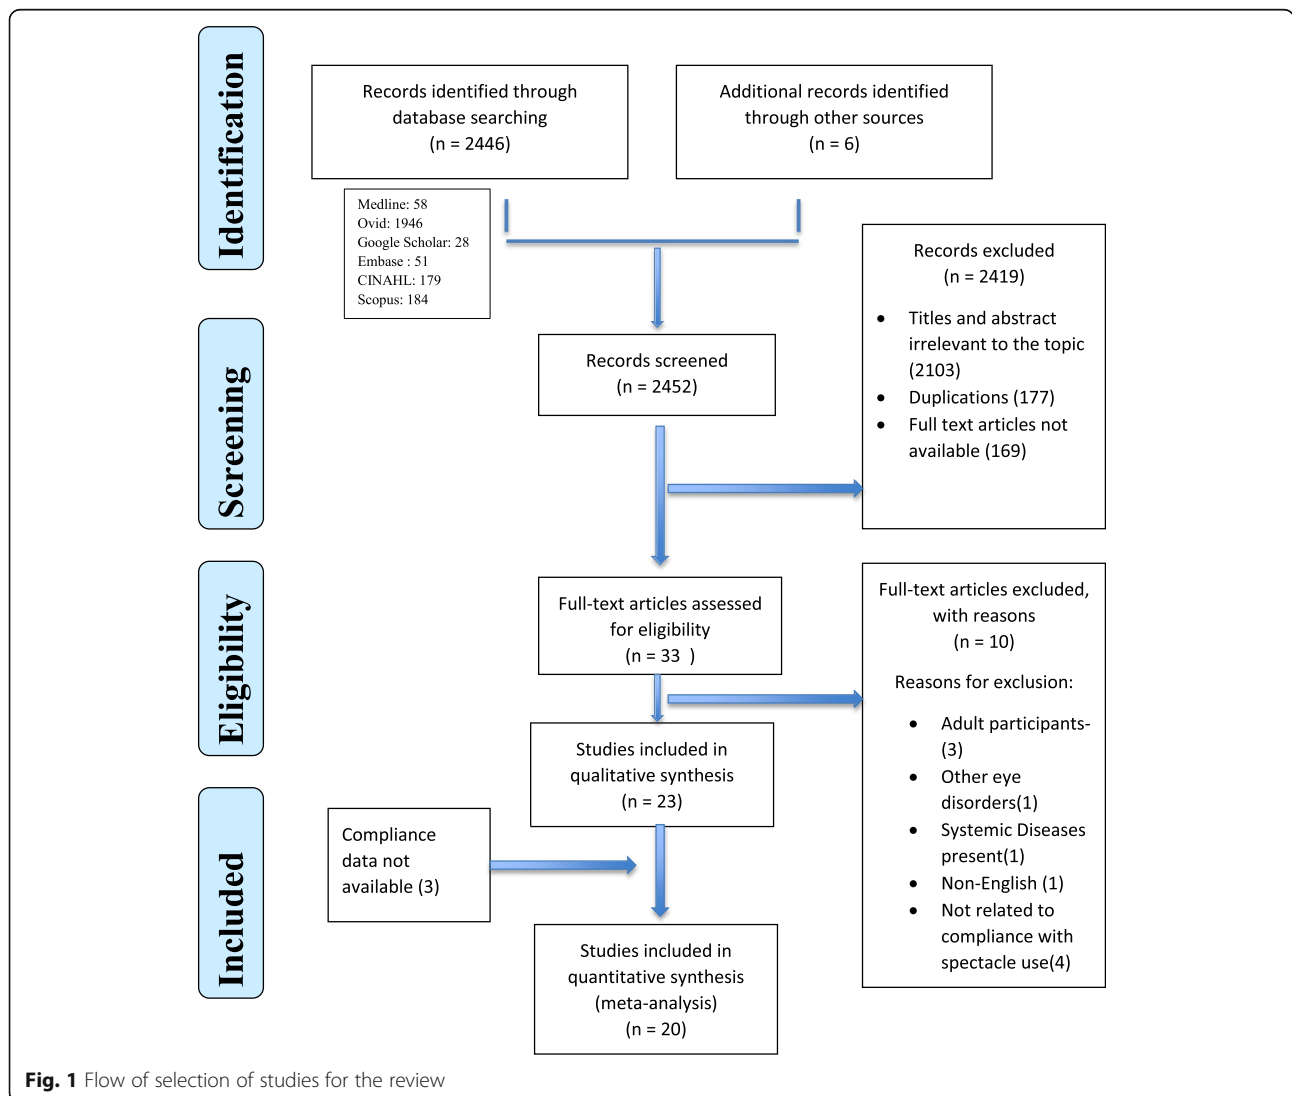 Identification
Records identified through
database searching
(n = 2446)
Additional records identified
through other sources
(n = 6)
Medline: 58
Ovid: 1946
Google Scholar: 28
Embase : 51
CINAHL: 179
Scopus: 184
Records excluded
(n = 2419)
• Titles and abstract
irrelevant to the topic
(2103)
• Duplications (177)
• Full text articles not
available (169)
Screening
Records screened
(n = 2452)
Eligibility
Full-text articles assessed
for eligibility
(n = 33 )
Full-text articles excluded,
with reasons
(n = 10)
Reasons for exclusion:
• Adult participants-
(3)
• Other eye
disorders(1)
• Systemic Diseases
present(1)
• Non-English (1)
• Not related to
compliance with
spectacle use(4)
Studies included in
qualitative synthesis
(n = 23)
Included
Compliance
data not
available (3)
Studies included in
quantitative synthesis
(meta-analysis)
(n = 20)
Fig. 1 Flow of selection of studies for the review